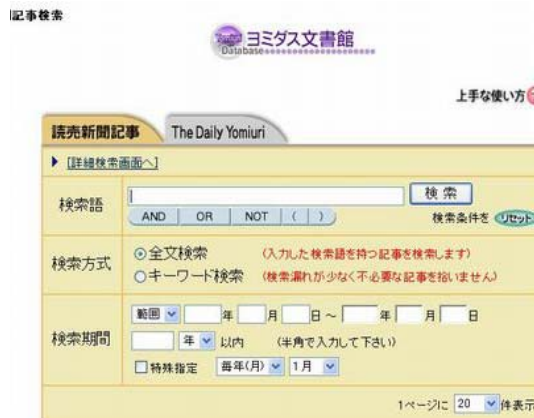 記事検索
ヨミダス文書館
Database
上手な使い方
読売新聞記事 The Daily Yomiuri
[詳細検索画面へ]
検索語 検索
AND OR NOT ( ) 検索条件を リセット
検索方式 全文検索 (入力した検索語を持つ記事を検索します)
キーワード検索 (検索漏れが少なく不必要な記事を拾いません)
検索期間 範囲 年 月 日 ~ 年 月 日
年 以内 (半角で入力して下さい)
特殊指定 毎年(月) 1月
1ページに 20 件表示